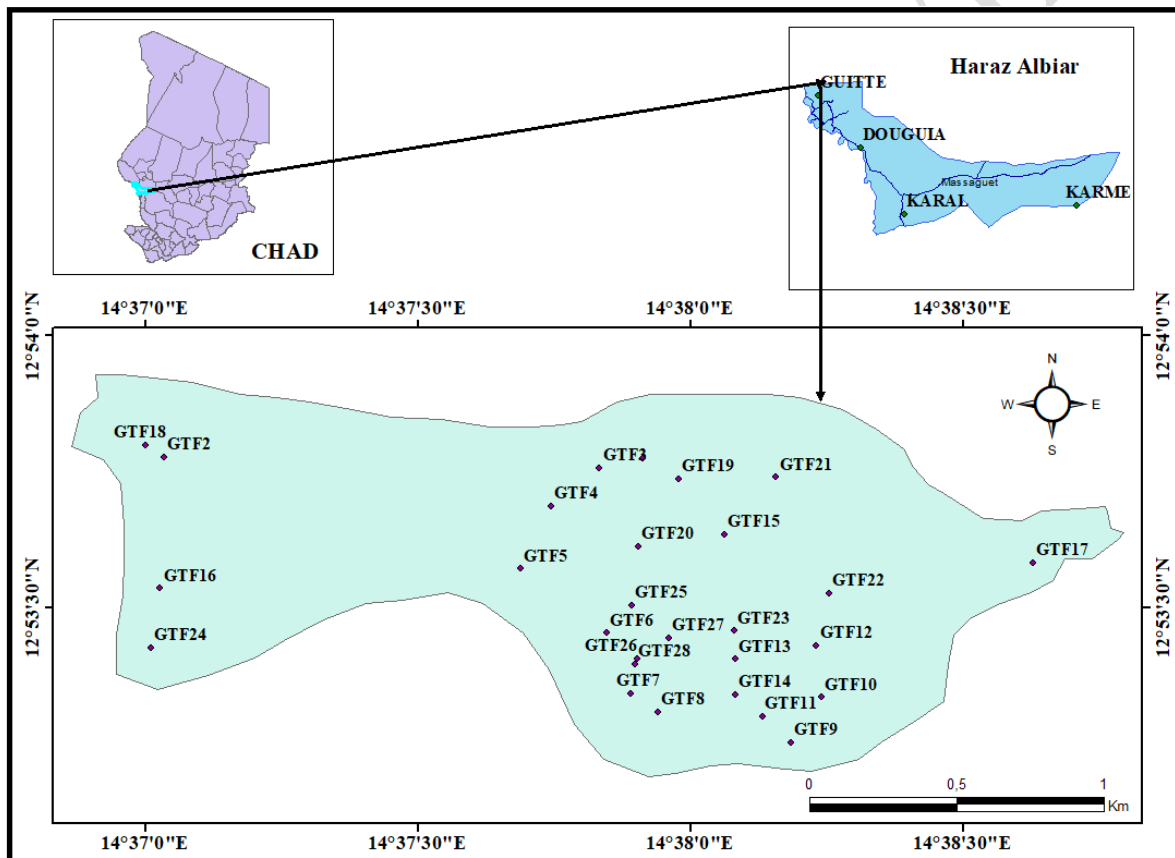 Haraz Albiar
GUITTE
DOUGUIA
Massaguet
KARAL
KARME
CHAD
14°37'0"E 14°37'30"E 14°38'0"E 14°38'30"E
12°54'0"N 12°54'0"N
N
W E
S
GTF18
GTF2
GTF3
GTF19
GTF21
GTF4
GTF15
GTF20
GTF5
GTF17
GTF16
GTF22
GTF25
12°53'30"N 12°53'30"N
GTF6
GTF27
GTF23
GTF12
GTF24
GTF26
GTF28
GTF13
GTF7
GTF14
GTF10
GTF8
GTF11
GTF9
0 0,5 1
Km
14°37'0"E 14°37'30"E 14°38'0"E 14°38'30"E